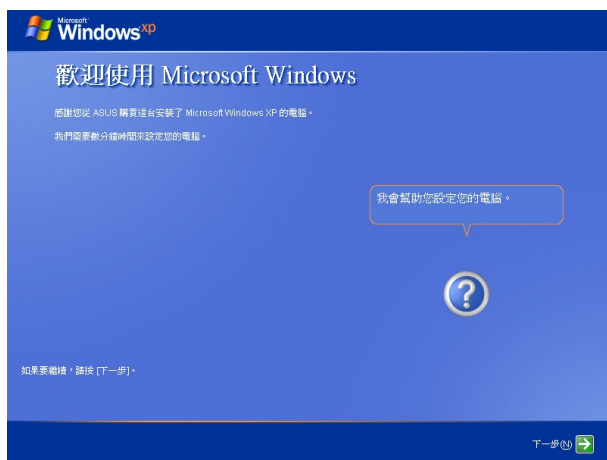 Microsoft
Windows xp
歡迎使用 Microsoft Windows
感謝您從 ASUS 購買這台安裝了 Microsoft Windows XP 的電腦。
我們需要數分鐘時間來設定您的電腦。
我會幫助您設定您的電腦。
?
如果要繼續，請按 [下一步]。
下一步(N)